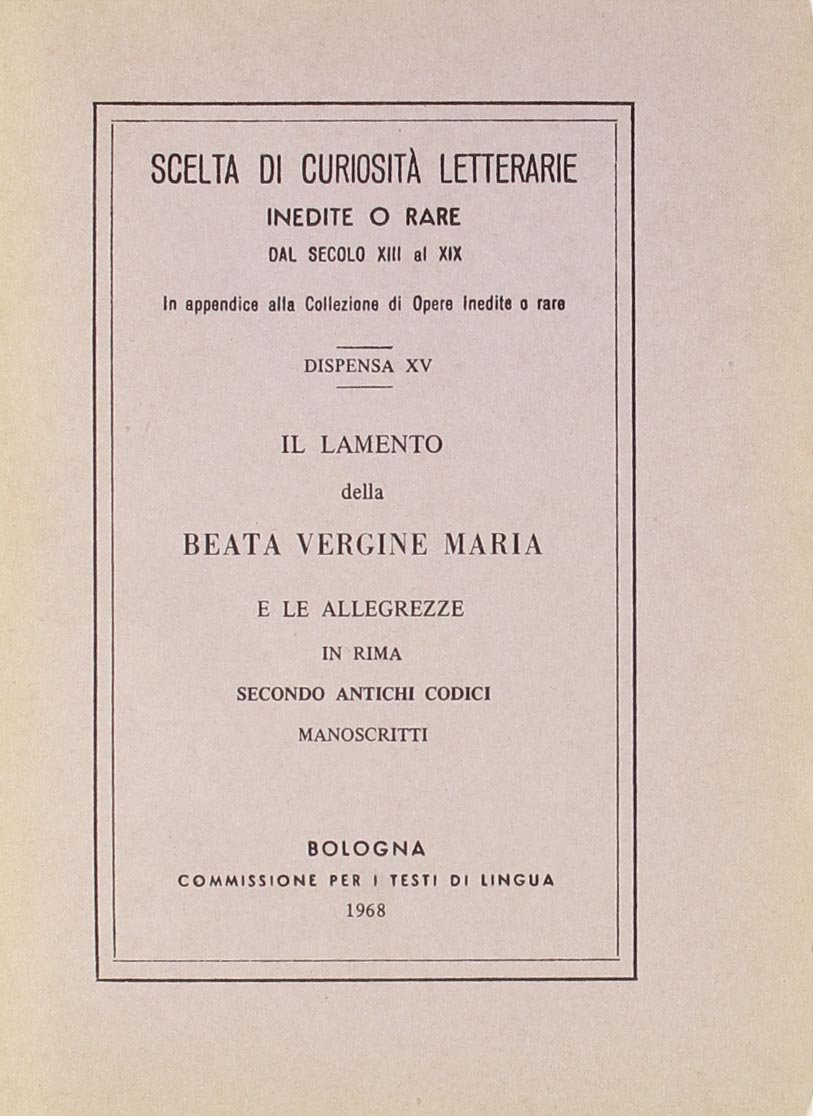 SCELTA DI CURIOSITÀ LETTERARIE
INEDITE O RARE
DAL SECOLO XIII al XIX
In appendice alla Collezione di Opere inedite o rare
DISPENSA XV
IL LAMENTO
della
BEATA VERGINE MARIA
E LE ALLEGREZZE
IN RIMA
SECONDO ANTICHI CODICI
MANOSCRITTI
BOLOGNA
COMMISSIONE PER I TESTI DI LINGUA
1968